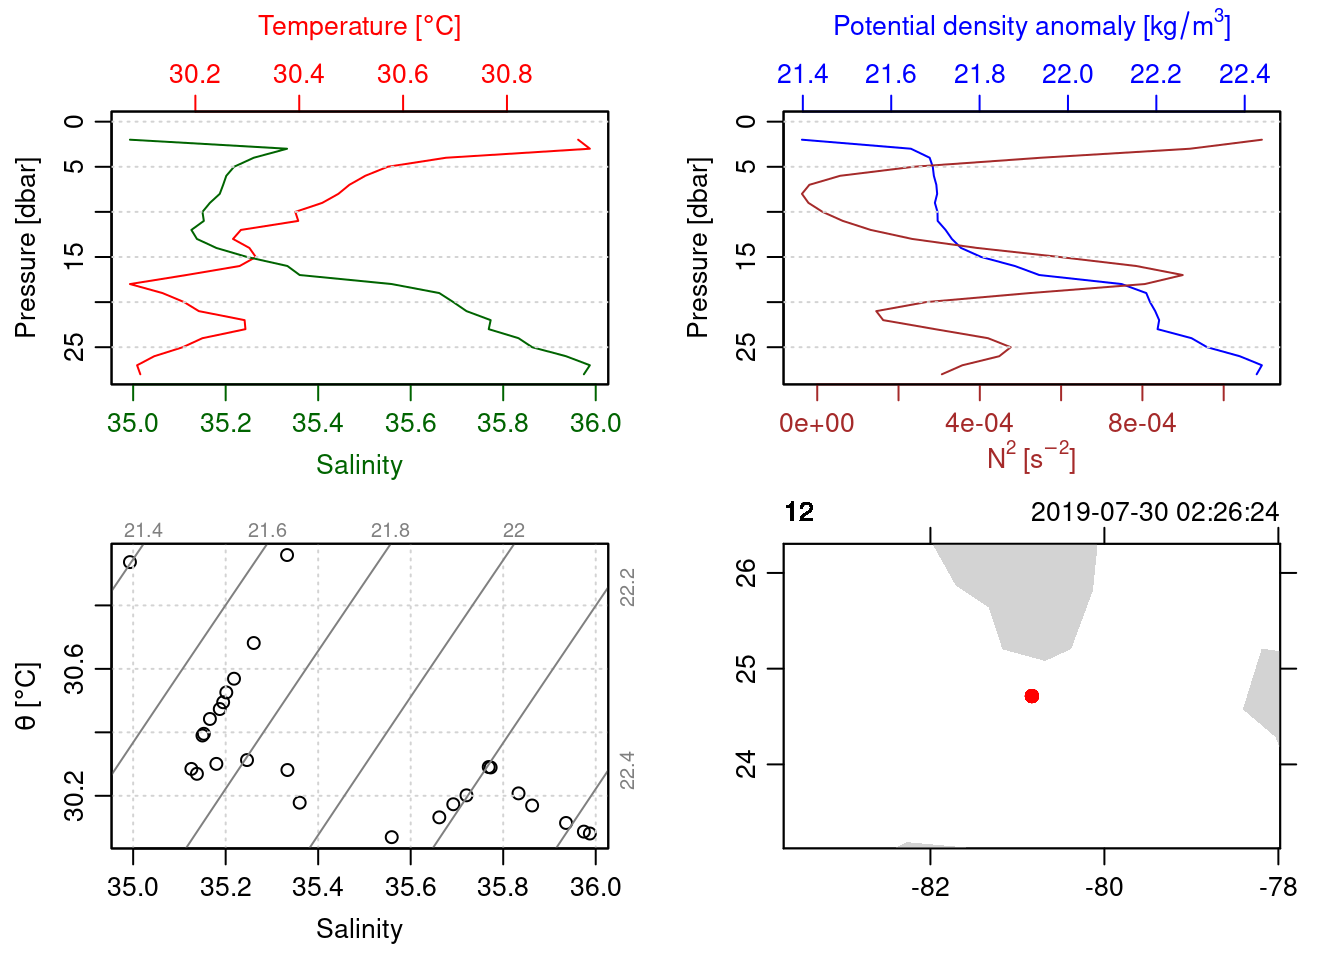 Temperature [°C]
30.2 30.4 30.6 30.8
0
5
15
25
Pressure [dbar]
35.0 35.2 35.4 35.6 35.8 36.0
Salinity
Potential density anomaly [kg/m³]
21.4 21.6 21.8 22.0 22.2 22.4
0
5
15
25
Pressure [dbar]
0e+00 4e-04 8e-04
N² [s⁻²]
21.4 21.6 21.8 22
22.2
22.4
30.6
30.2
θ [°C]
35.0 35.2 35.4 35.6 35.8 36.0
Salinity
12 2019-07-30 02:26:24
26
25
24
-82 -80 -78